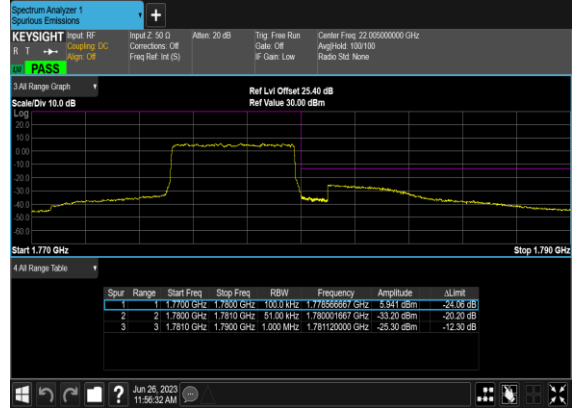 Spectrum Analyzer 1
Spurious Emissions
KEYSIGHT Input: RF Input Z: 50 Ω Atten: 20 dB Trig: Free Run Center Freq: 22.005000000 GHz
R T Coupling: DC Corrections: Off Gate: Off Avg|Hold: 100/100
Align: Off Freq Ref: Int (S) IF Gain: Low Radio Std: None
PASS
3 All Range Graph
Ref Lvl Offset 25.40 dB
Scale/Div 10.0 dB Ref Value 30.00 dBm
Log
20.0
10.0
0.00
-10.0
-20.0
-30.0
-40.0
-50.0
-60.0
Start 1.770 GHz Stop 1.790 GHz
4 All Range Table
Spur Range Start Freq Stop Freq RBW Frequency Amplitude ΔLimit
1 1 1.7700 GHz 1.7800 GHz 100.0 kHz 1.778566667 GHz 5.941 dBm -24.06 dB
2 2 1.7800 GHz 1.7810 GHz 51.00 kHz 1.780001667 GHz -33.20 dBm -20.20 dB
3 3 1.7810 GHz 1.7900 GHz 1.000 MHz 1.781120000 GHz -25.30 dBm -12.30 dB
Jun 26, 2023
11:56:32 AM